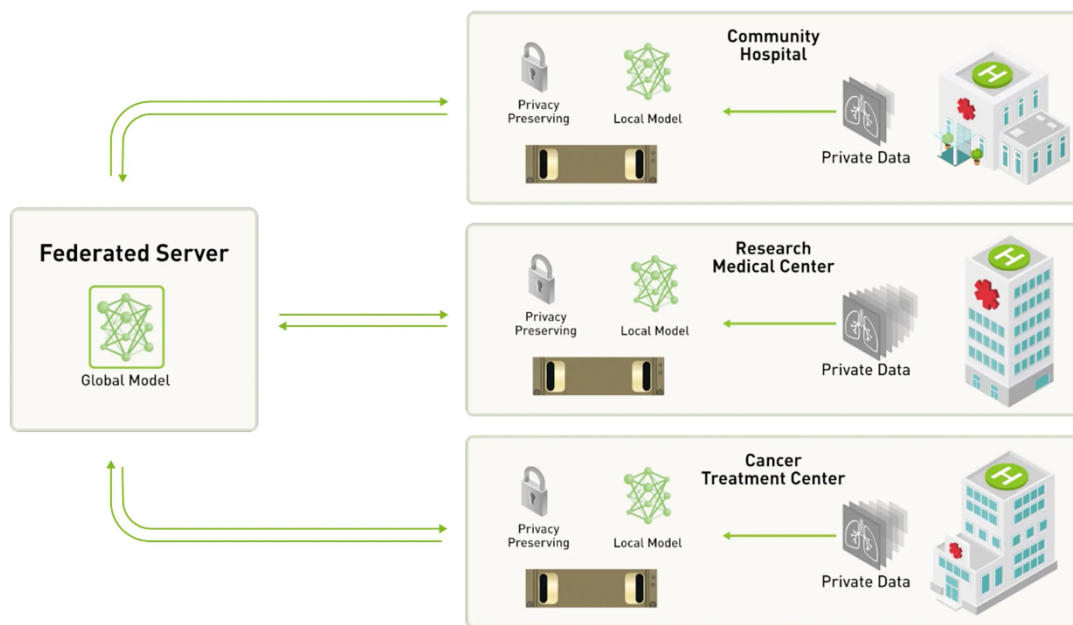 Community
Hospital
Privacy
Preserving
Local Model
Private Data
H
Federated Server
Global Model
Research
Medical Center
Privacy
Preserving
Local Model
Private Data
H
Cancer
Treatment Center
Privacy
Preserving
Local Model
Private Data
H